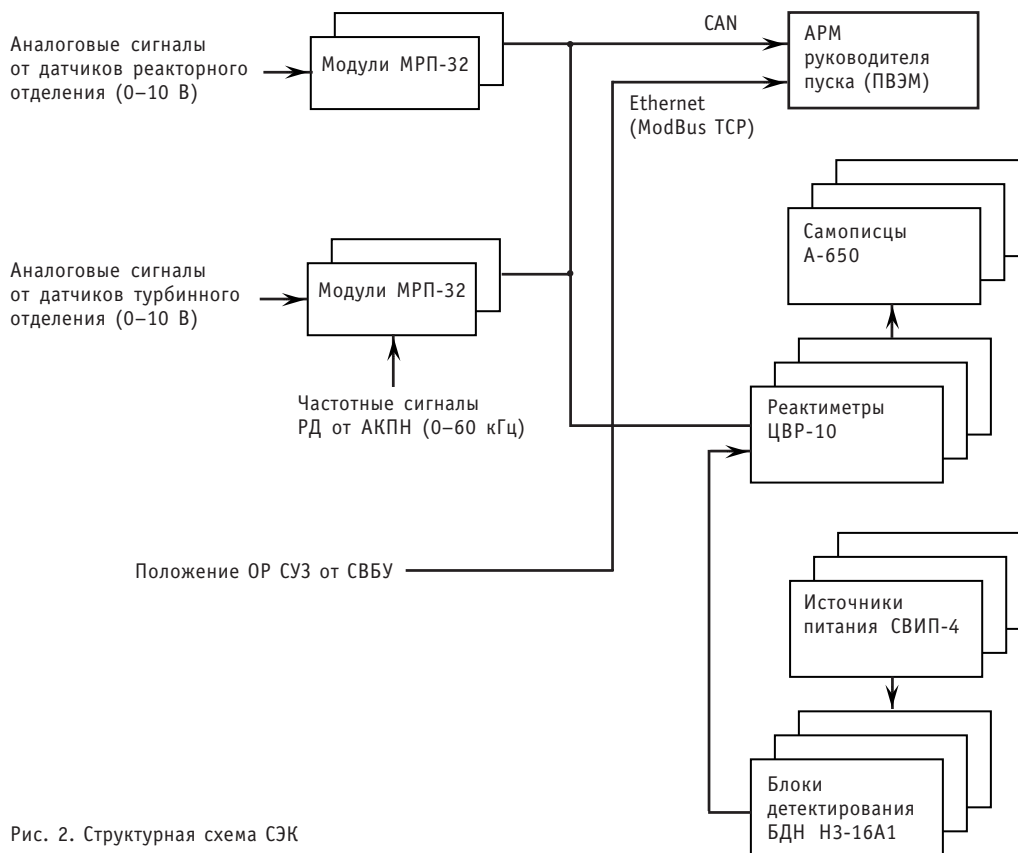 Аналоговые сигналы
от датчиков реакторного
отделения (0–10 В)
Модули МРП-32
CAN
АРМ
руководителя
пуска (ПВЭМ)
Ethernet
(ModBus TCP)
Самописцы
А-650
Аналоговые сигналы
от датчиков турбинного
отделения (0–10 В)
Модули МРП-32
Частотные сигналы
РД от АКПН (0–60 кГц)
Реактиметры
ЦВР-10
Положение ОР СУЗ от СВБУ
Источники
питания СВИП-4
Блоки
детектирования
БДН НЗ-16А1
Рис. 2. Структурная схема СЭК